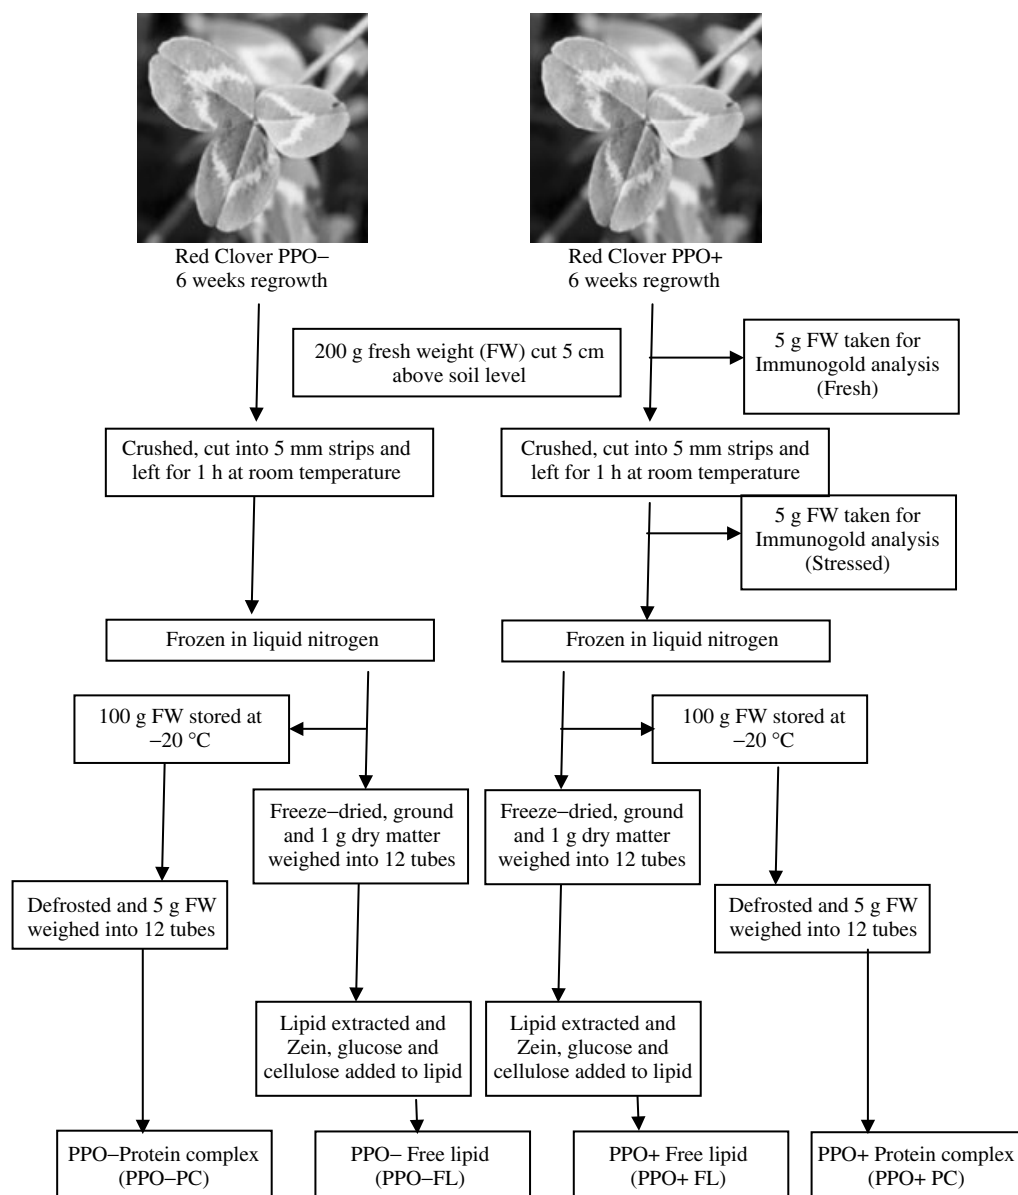 Red Clover PPO−
6 weeks regrowth
Red Clover PPO+
6 weeks regrowth
200 g fresh weight (FW) cut 5 cm
above soil level
5 g FW taken for
Immunogold analysis
(Fresh)
Crushed, cut into 5 mm strips and
left for 1 h at room temperature
Crushed, cut into 5 mm strips and
left for 1 h at room temperature
5 g FW taken for
Immunogold analysis
(Stressed)
Frozen in liquid nitrogen
Frozen in liquid nitrogen
100 g FW stored at
−20 °C
100 g FW stored at
−20 °C
Freeze−dried, ground
and 1 g dry matter
weighed into 12 tubes
Freeze−dried, ground
and 1 g dry matter
weighed into 12 tubes
Defrosted and 5 g FW
weighed into 12 tubes
Defrosted and 5 g FW
weighed into 12 tubes
Lipid extracted and
Zein, glucose and
cellulose added to lipid
Lipid extracted and
Zein, glucose and
cellulose added to lipid
PPO−Protein complex
(PPO−PC)
PPO− Free lipid
(PPO−FL)
PPO+ Free lipid
(PPO+ FL)
PPO+ Protein complex
(PPO+ PC)